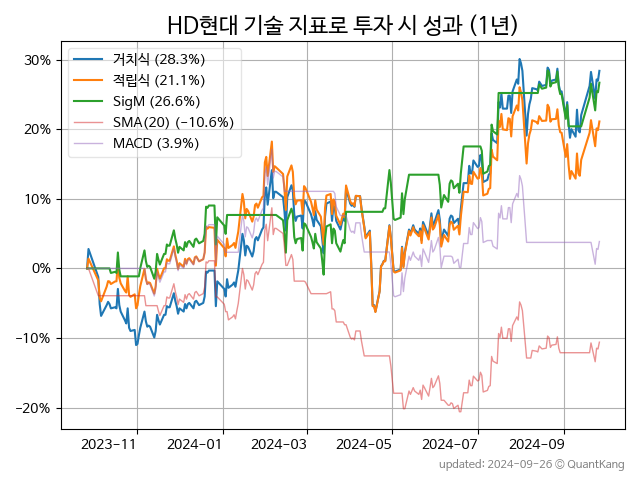 HD현대 기술 지표로 투자 시 성과 (1년)
거치식 (28.3%)
적립식 (21.1%)
SigM (26.6%)
SMA(20) (−10.6%)
MACD (3.9%)
30%
20%
10%
0%
−10%
−20%
2023-11
2024-01
2024-03
2024-05
2024-07
2024-09
updated: 2024-09-26 © QuantKang